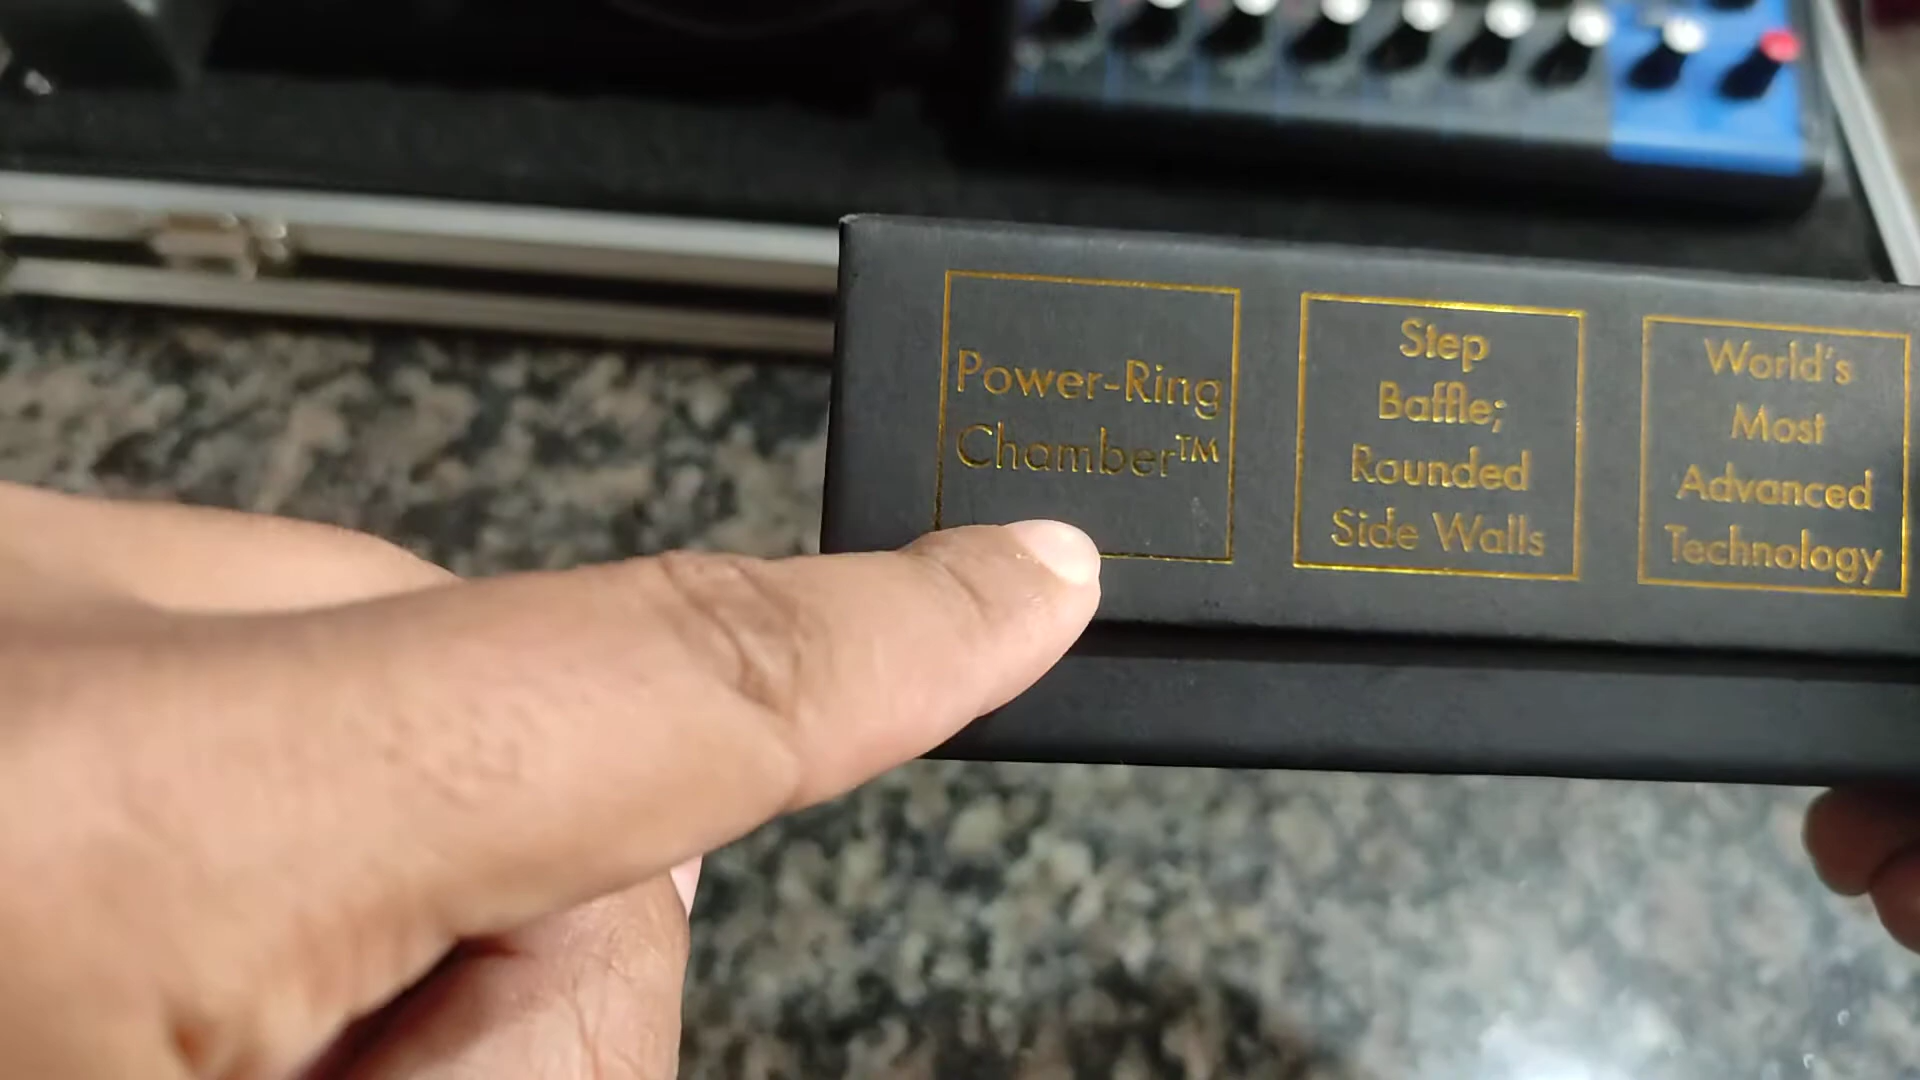 Power-Ring
Chamber™
Step
Baffle;
Rounded
Side Walls
World's
Most
Advanced
Technology